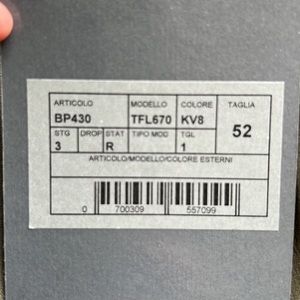 ARTICOLO MODELLO COLORE TAGLIA
BP430 TFL670 KV8 52
STG DROP STAT TIPO MOD TGL
3 R 1
ARTICOLO/MODELLO/COLORE ESTERNI
0 700309 557099